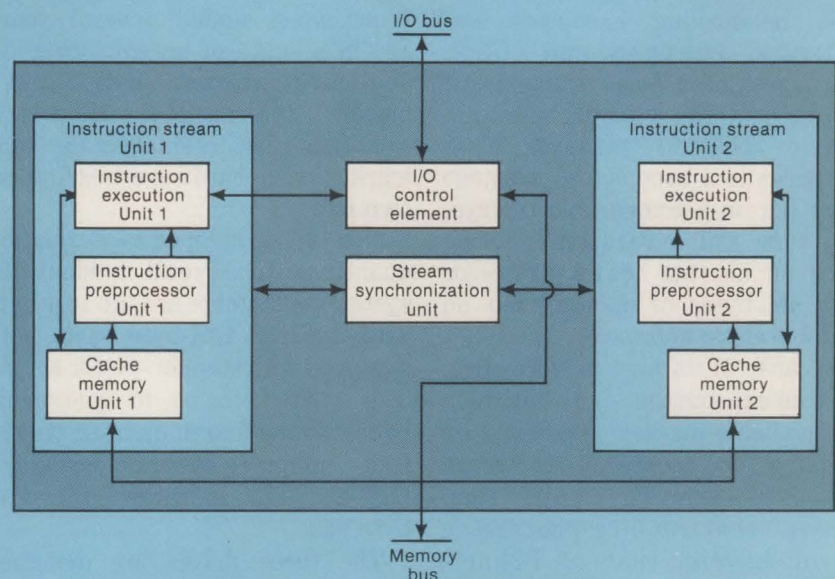 I/O bus
Instruction stream
Unit 1
Instruction
execution
Unit 1
Instruction
preprocessor
Unit 1
Cache
memory
Unit 1
I/O
control
element
Stream
synchronization
unit
Instruction stream
Unit 2
Instruction
execution
Unit 2
Instruction
preprocessor
Unit 2
Cache
memory
Unit 2
Memory
bus